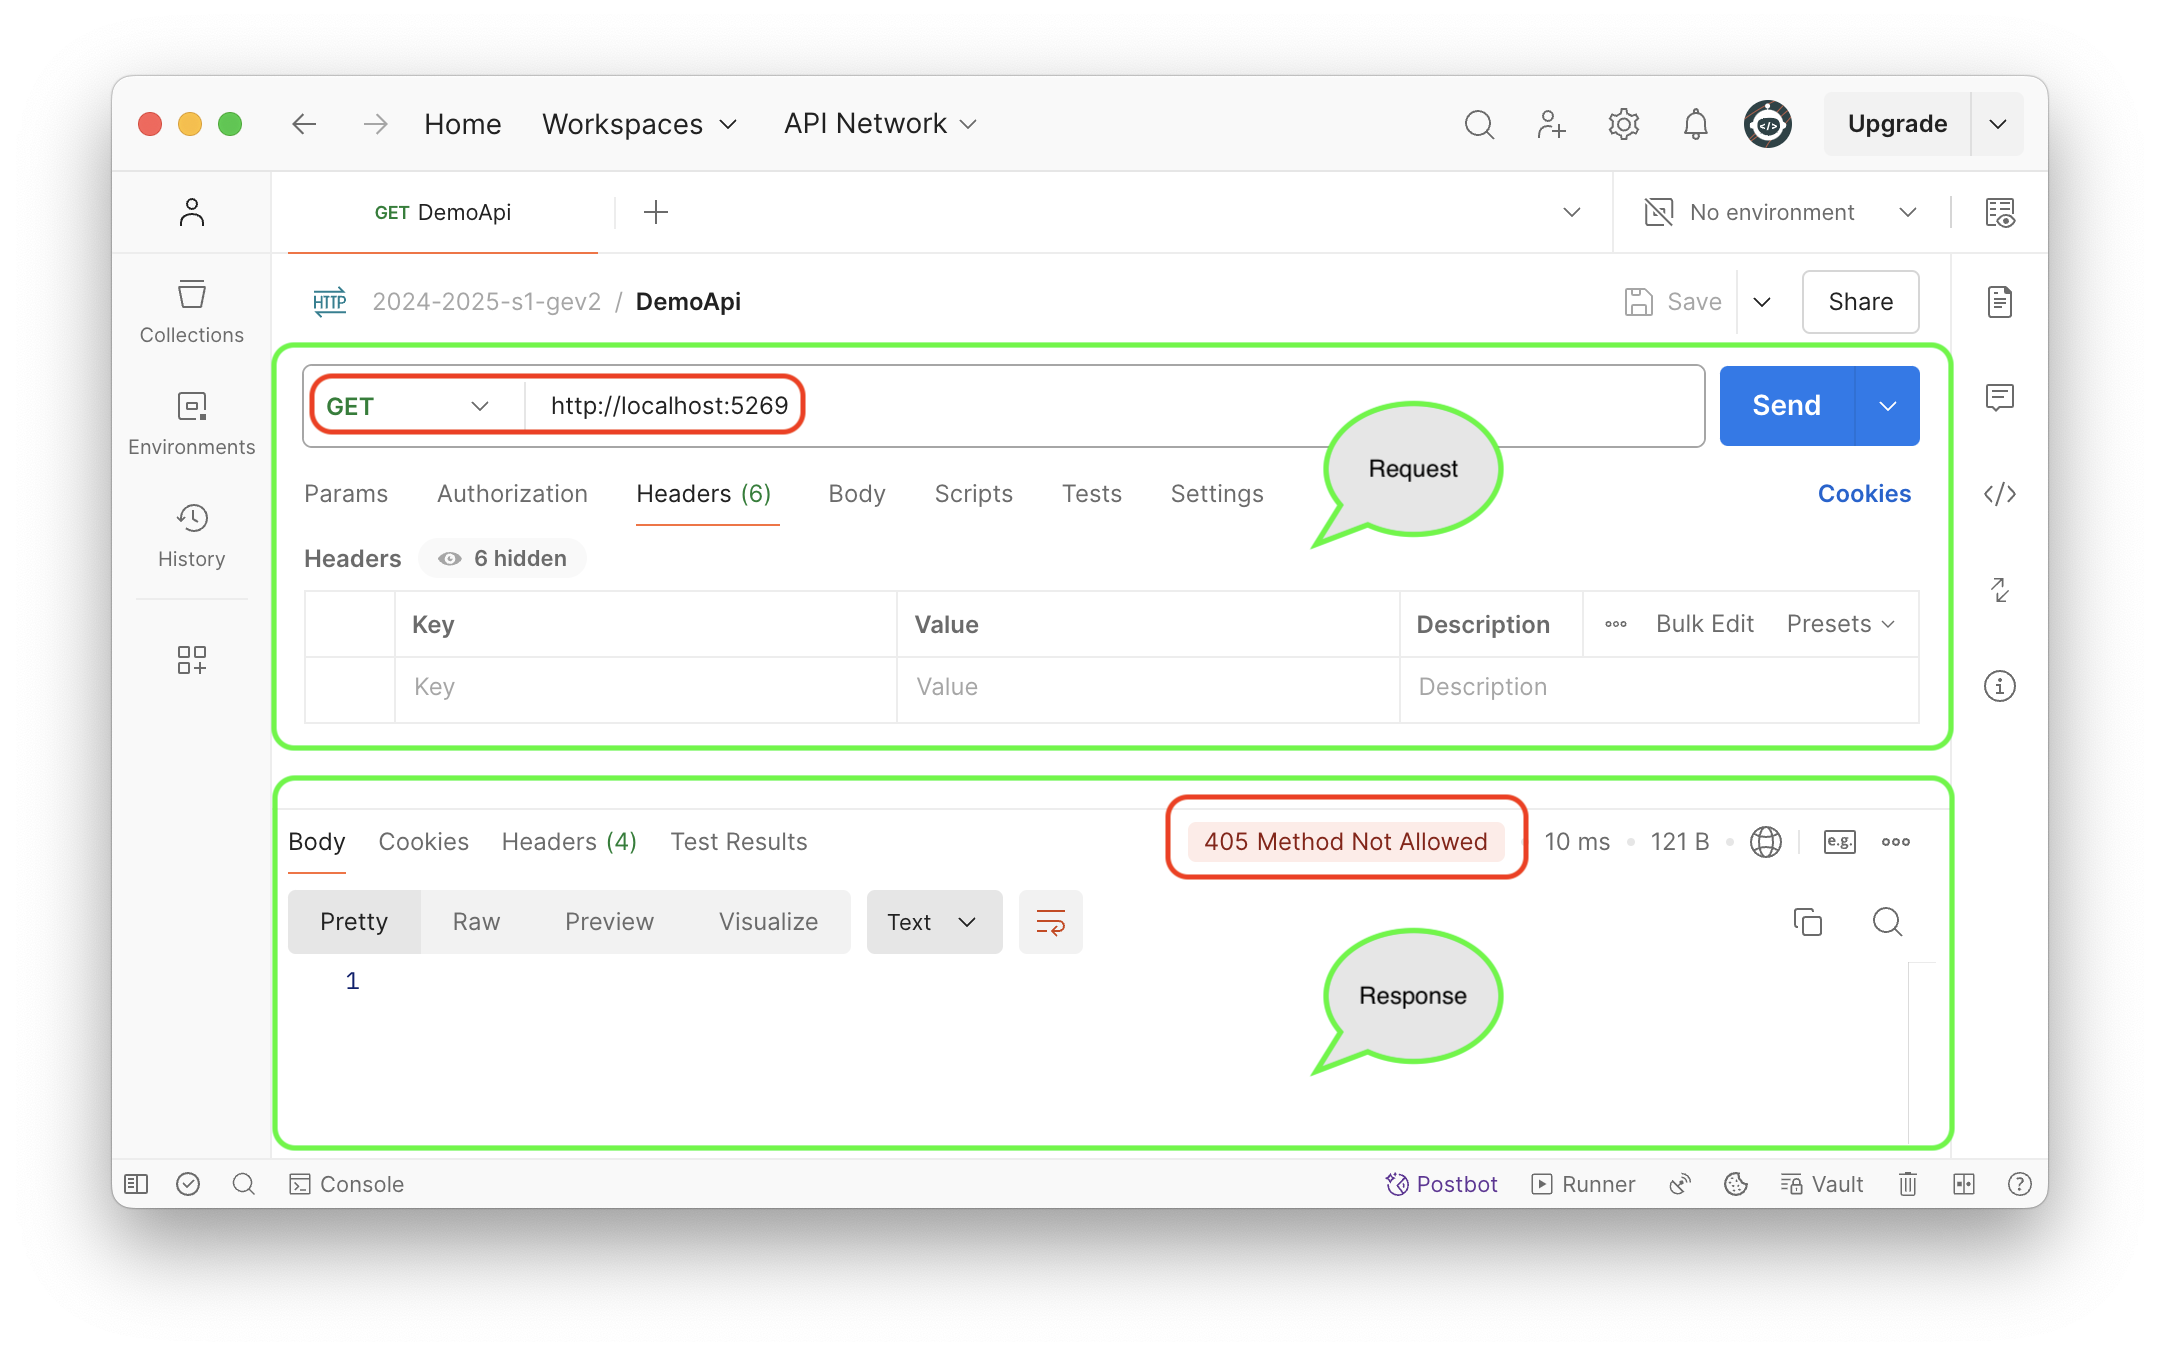 Home Workspaces API Network Upgrade
GET DemoApi No environment
HTTP 2024-2025-s1-gev2 / DemoApi Save Share
Collections
Environments
History
GET http://localhost:5269 Send
Request
Params Authorization Headers (6) Body Scripts Tests Settings Cookies
Headers 6 hidden
Key Value Description Bulk Edit Presets
Key Value Description
Body Cookies Headers (4) Test Results 405 Method Not Allowed 10 ms 121 B e.g.
Pretty Raw Preview Visualize Text
1
Response
Console Postbot Runner Vault